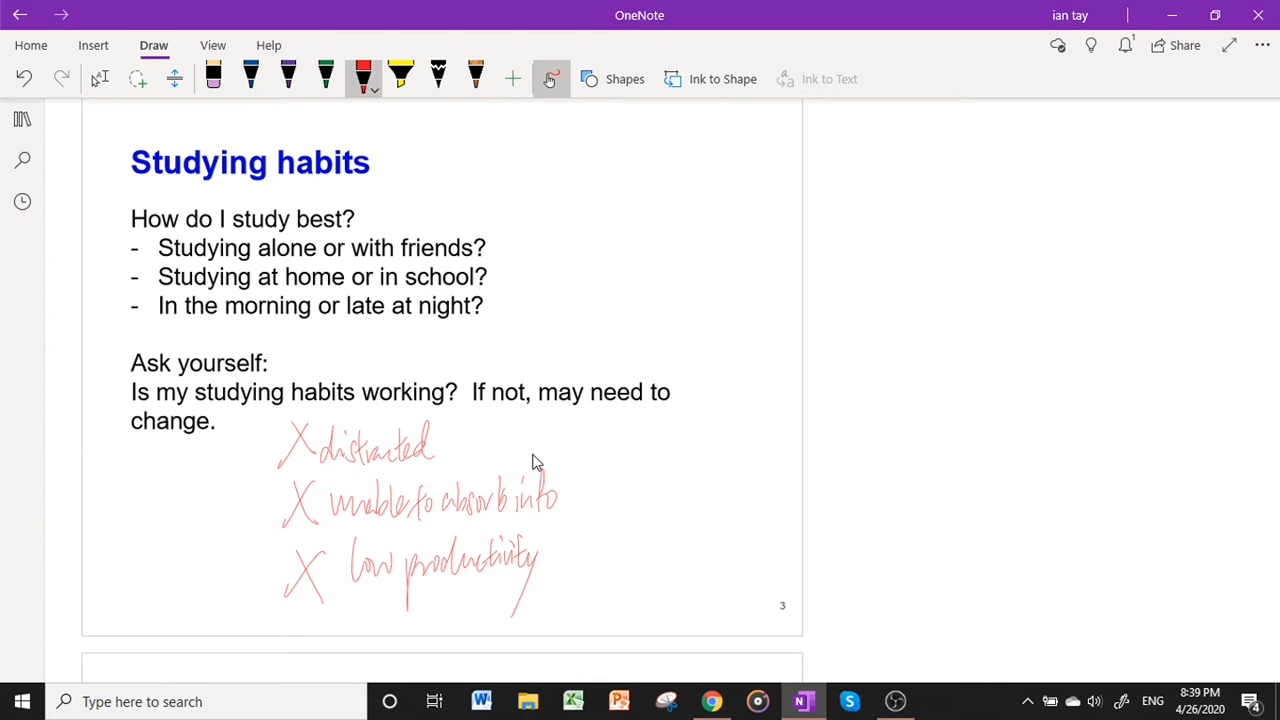 OneNote
ian tay
Home Insert Draw View Help
Share
Shapes
Ink to Shape
Ink to Text
Studying habits
How do I study best?
- Studying alone or with friends?
- Studying at home or in school?
- In the morning or late at night?
Ask yourself:
Is my studying habits working? If not, may need to
change.
X distracted
X unable to absorb info
X low productivity
3
Type here to search
ENG
8:39 PM
4/26/2020
4